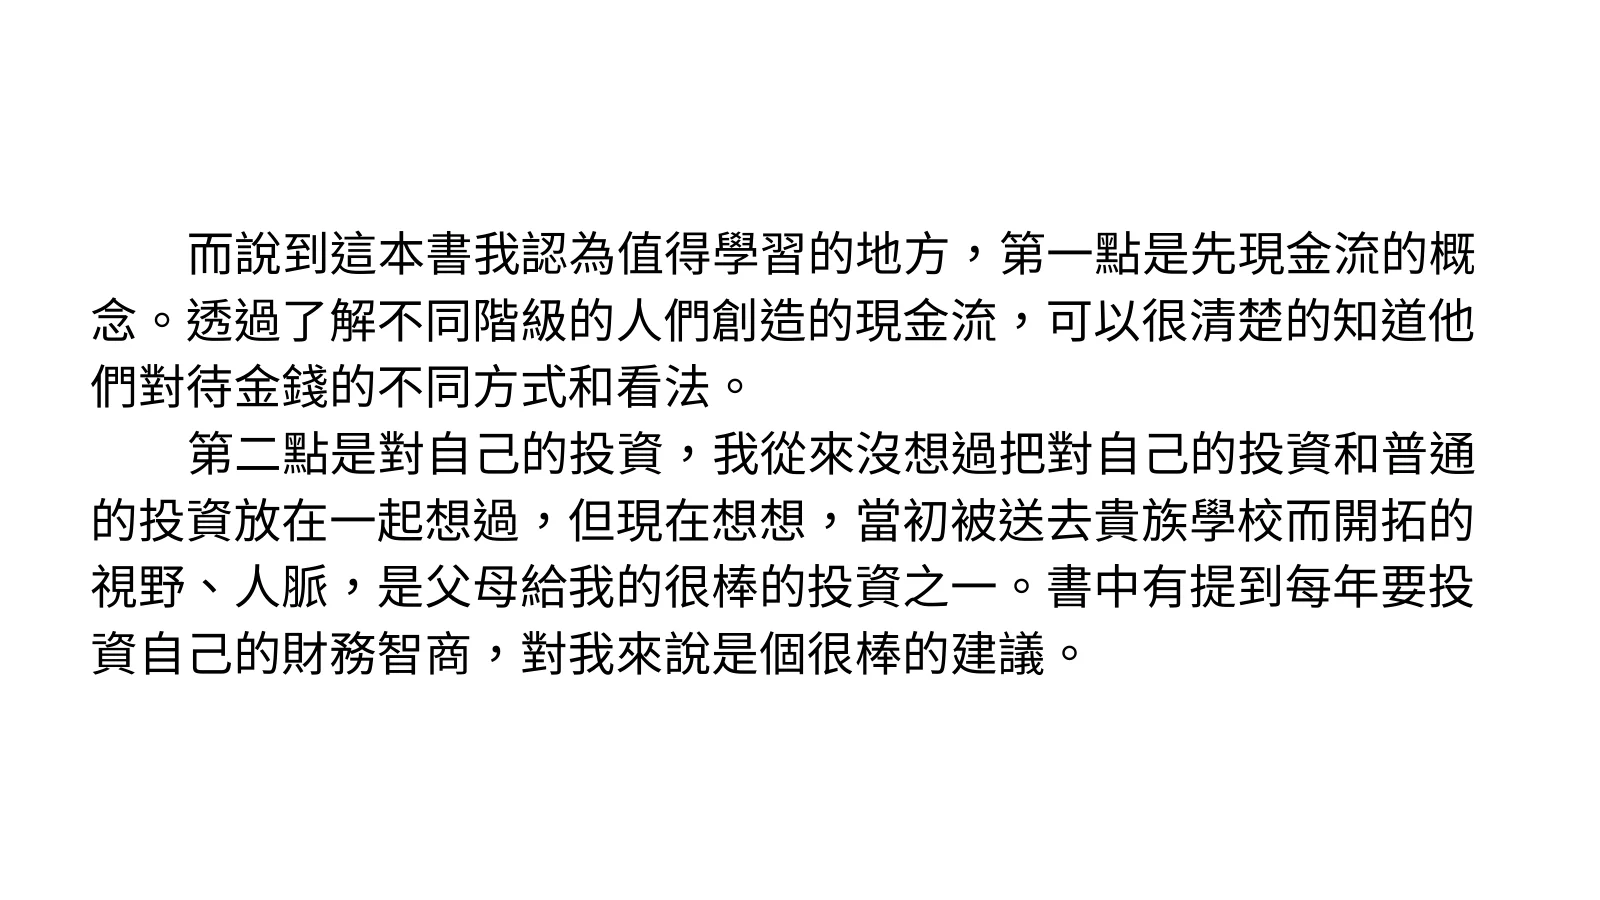 而說到這本書我認為值得學習的地方，第一點是先現金流的概
念。透過了解不同階級的人們創造的現金流，可以很清楚的知道他
們對待金錢的不同方式和看法。
第二點是對自己的投資，我從來沒想過把對自己的投資和普通
的投資放在一起想過，但現在想想，當初被送去貴族學校而開拓的
視野、人脈，是父母給我的很棒的投資之一。書中有提到每年要投
資自己的財務智商，對我來說是個很棒的建議。